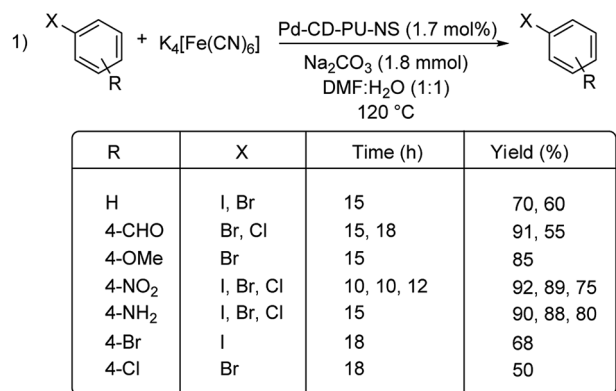 1) X R + K₄[Fe(CN)₆] Pd-CD-PU-NS (1.7 mol%) X R
Na₂CO₃ (1.8 mmol)
DMF:H₂O (1:1)
120 °C
R X Time (h) Yield (%)
H I, Br 15 70, 60
4-CHO Br, Cl 15, 18 91, 55
4-OMe Br 15 85
4-NO₂ I, Br, Cl 10, 10, 12 92, 89, 75
4-NH₂ I, Br, Cl 15 90, 88, 80
4-Br I 18 68
4-Cl Br 18 50